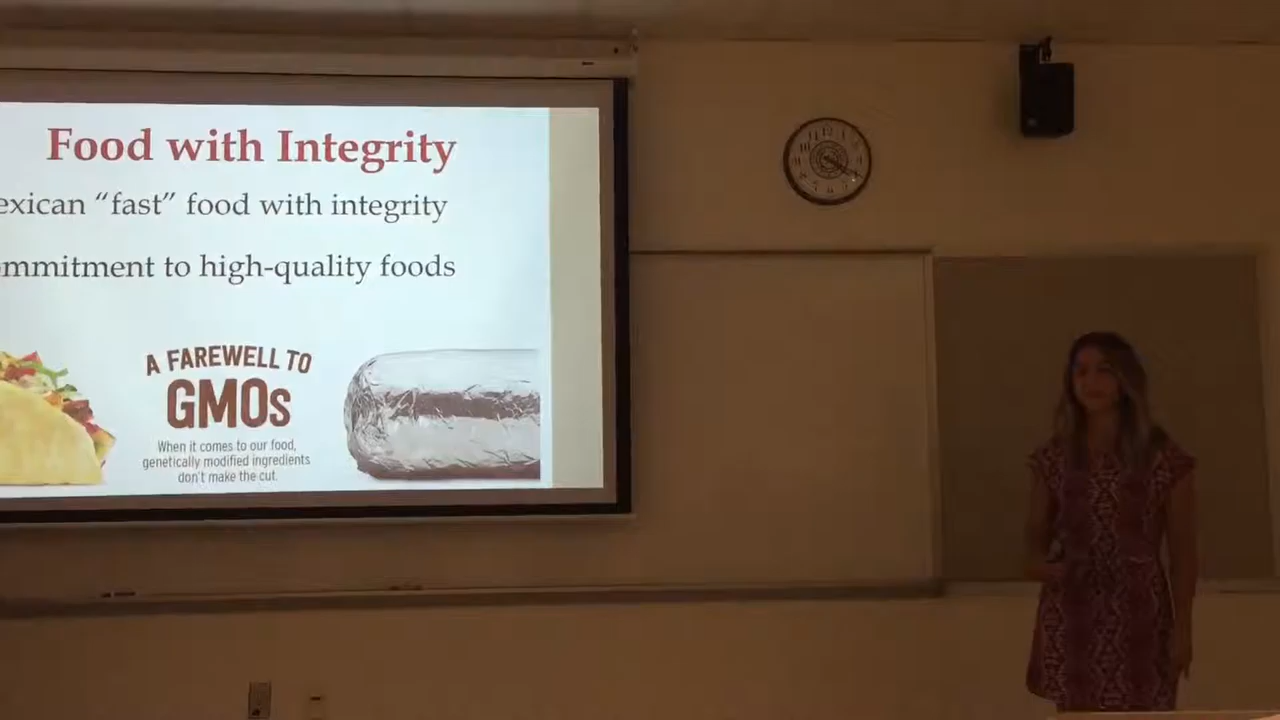 Food with Integrity
exican “fast” food with integrity
mmitment to high-quality foods
A FAREWELL TO
GMOs
When it comes to our food,
genetically modified ingredients
don't make the cut.